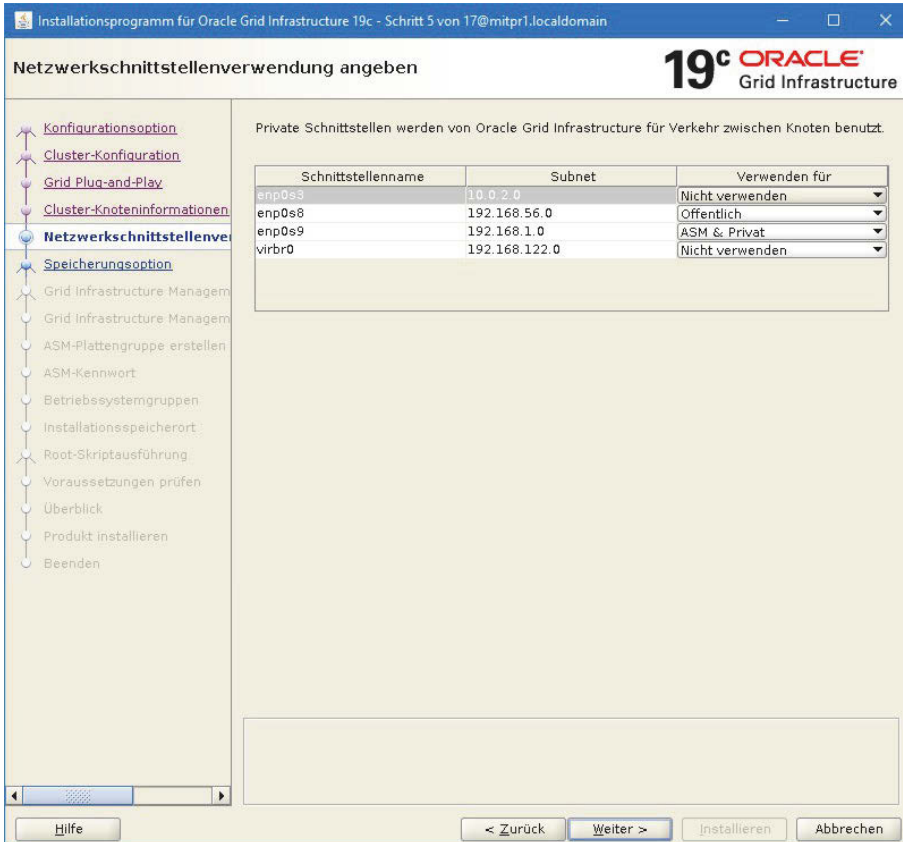 Installationsprogramm für Oracle Grid Infrastructure 19c - Schritt 5 von 17@mitpr1.localdomain
Netzwerkschnittstellenverwendung angeben
19c ORACLE
Grid Infrastructure
Konfigurationsoption
Cluster-Konfiguration
Grid Plug-and-Play
Cluster-Knoteninformationen
Netzwerkschnittstellenver
Speicherungsoption
Grid Infrastructure Managem
Grid Infrastructure Managem
ASM-Plattengruppe erstellen
ASM-Kennwort
Betriebssystemgruppen
Installationsspeicherort
Root-Skriptausführung
Voraussetzungen prüfen
Überblick
Produkt installieren
Beenden
Private Schnittstellen werden von Oracle Grid Infrastructure für Verkehr zwischen Knoten benutzt.
Schnittstellenname Subnet Verwenden für
enp0s3 10.0.2.0 Nicht verwenden
enp0s8 192.168.56.0 Öffentlich
enp0s9 192.168.1.0 ASM & Privat
virbr0 192.168.122.0 Nicht verwenden
Hilfe < Zurück Weiter > Installieren Abbrechen